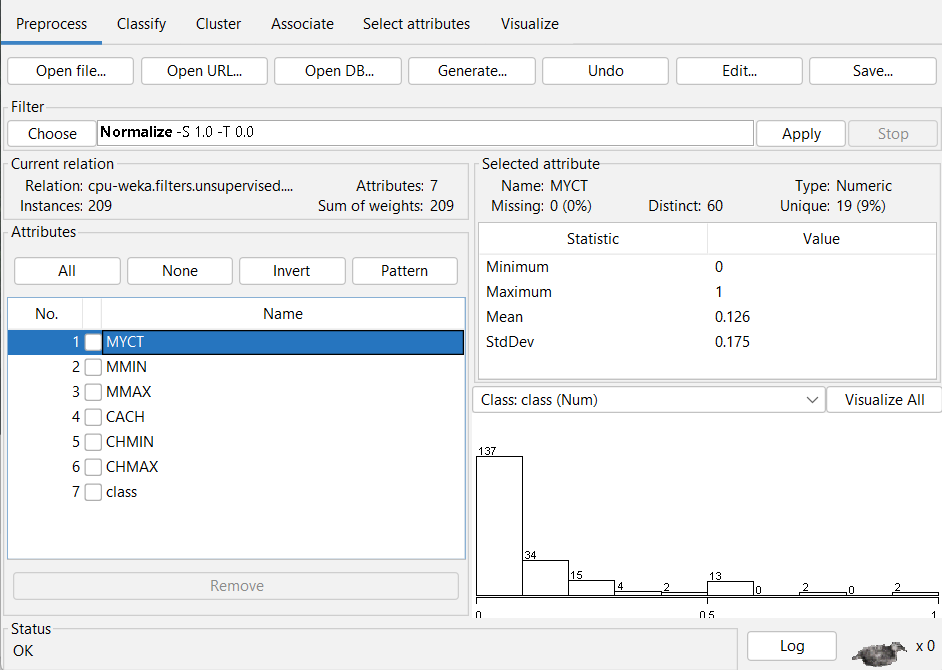 Preprocess Classify Cluster Associate Select attributes Visualize
Open file... Open URL... Open DB... Generate... Undo Edit... Save...
Filter
Choose Normalize -S 1.0 -T 0.0 Apply Stop
Current relation
Relation: cpu-weka.filters.unsupervised.... Attributes: 7
Instances: 209 Sum of weights: 209
Attributes
All None Invert Pattern
No. Name
1 MYCT
2 MMIN
3 MMAX
4 CACH
5 CHMIN
6 CHMAX
7 class
Remove
Selected attribute
Name: MYCT Type: Numeric
Missing: 0 (0%) Distinct: 60 Unique: 19 (9%)
Statistic Value
Minimum 0
Maximum 1
Mean 0.126
StdDev 0.175
Class: class (Num) Visualize All
137
34
15
4 2 13 0 2 0 2
0 0.5 1
Status
OK
Log x 0